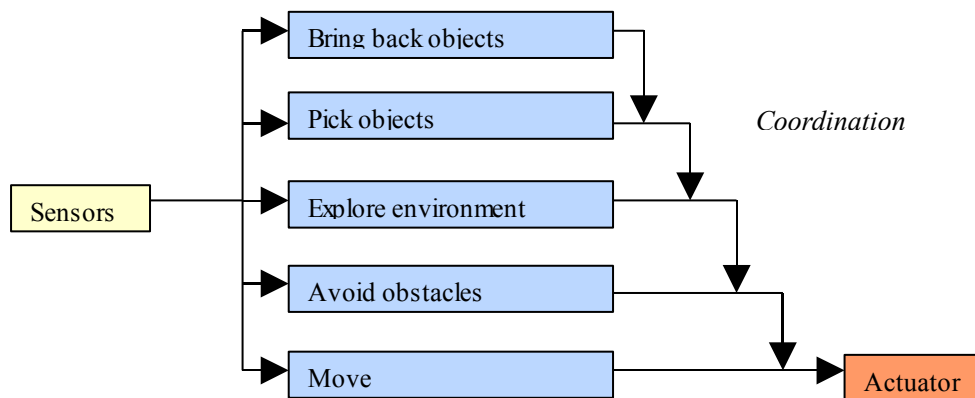 Bring back objects
Pick objects
Coordination
Sensors
Explore environment
Avoid obstacles
Move
Actuator